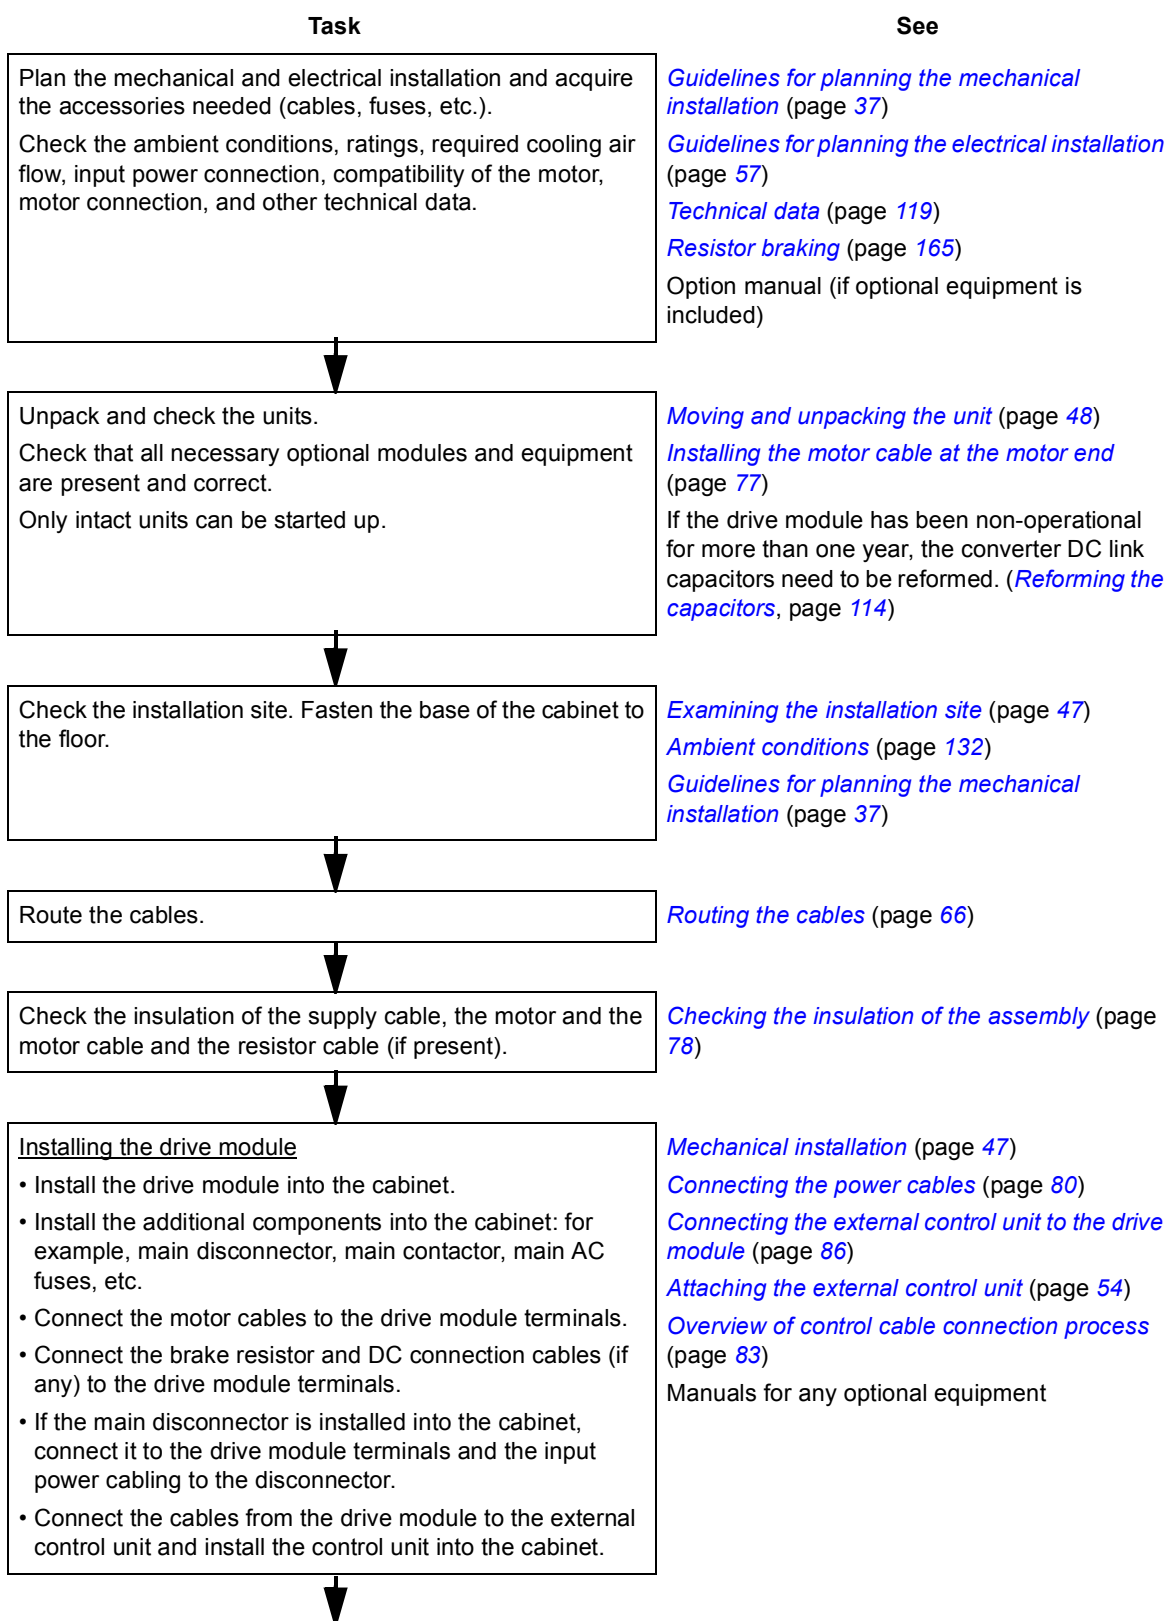 Task
See
Plan the mechanical and electrical installation and acquire
the accessories needed (cables, fuses, etc.).
Check the ambient conditions, ratings, required cooling air
flow, input power connection, compatibility of the motor,
motor connection, and other technical data.
Guidelines for planning the mechanical
installation (page 37)
Guidelines for planning the electrical installation
(page 57)
Technical data (page 119)
Resistor braking (page 165)
Option manual (if optional equipment is
included)
Unpack and check the units.
Check that all necessary optional modules and equipment
are present and correct.
Only intact units can be started up.
Moving and unpacking the unit (page 48)
Installing the motor cable at the motor end
(page 77)
If the drive module has been non-operational
for more than one year, the converter DC link
capacitors need to be reformed. (Reforming the
capacitors, page 114)
Check the installation site. Fasten the base of the cabinet to
the floor.
Examining the installation site (page 47)
Ambient conditions (page 132)
Guidelines for planning the mechanical
installation (page 37)
Route the cables.
Routing the cables (page 66)
Check the insulation of the supply cable, the motor and the
motor cable and the resistor cable (if present).
Checking the insulation of the assembly (page
78)
Installing the drive module
• Install the drive module into the cabinet.
• Install the additional components into the cabinet: for
example, main disconnector, main contactor, main AC
fuses, etc.
• Connect the motor cables to the drive module terminals.
• Connect the brake resistor and DC connection cables (if
any) to the drive module terminals.
• If the main disconnector is installed into the cabinet,
connect it to the drive module terminals and the input
power cabling to the disconnector.
• Connect the cables from the drive module to the external
control unit and install the control unit into the cabinet.
Mechanical installation (page 47)
Connecting the power cables (page 80)
Connecting the external control unit to the drive
module (page 86)
Attaching the external control unit (page 54)
Overview of control cable connection process
(page 83)
Manuals for any optional equipment